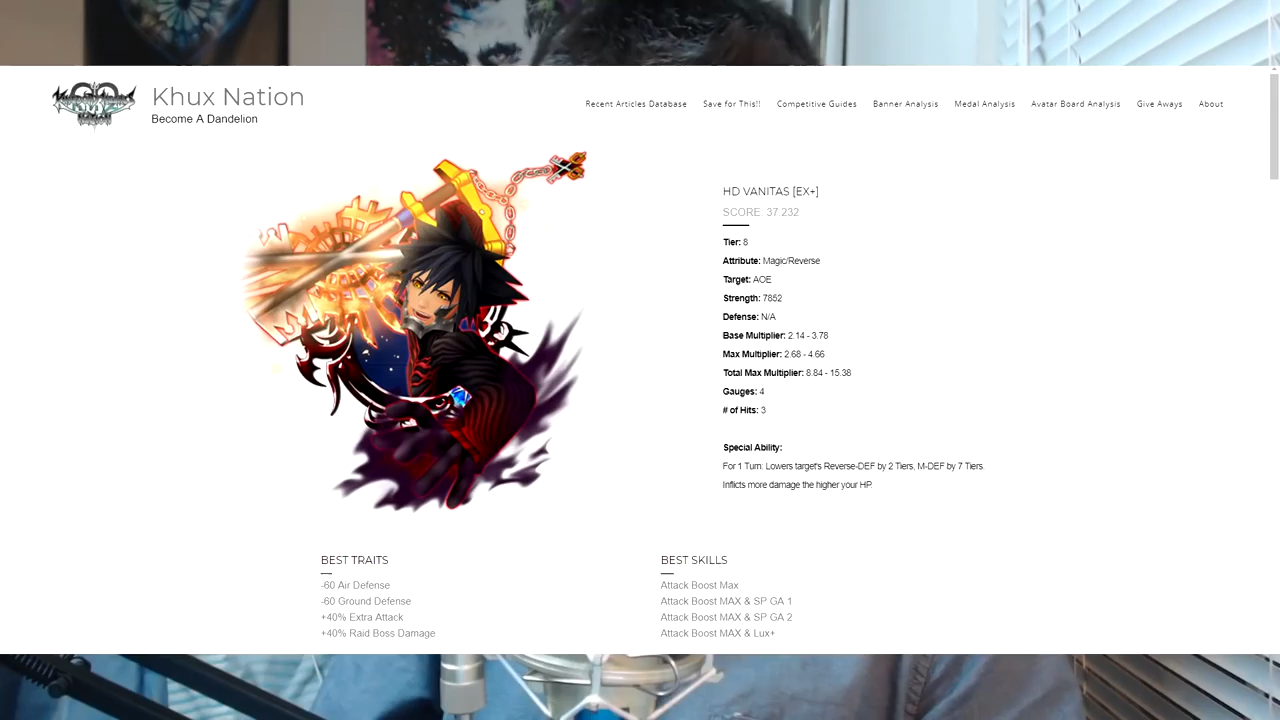 Khux Nation
Become A Dandelion
Recent Articles Database Save for This!! Competitive Guides Banner Analysis Medal Analysis Avatar Board Analysis Give Aways About
HD VANITAS [EX+]
SCORE: 37.232
Tier: 8
Attribute: Magic/Reverse
Target: AOE
Strength: 7852
Defense: N/A
Base Multiplier: 2.14 - 3.78
Max Multiplier: 2.68 - 4.66
Total Max Multiplier: 8.84 - 15.38
Gauges: 4
# of Hits: 3
Special Ability:
For 1 Turn: Lowers target's Reverse-DEF by 2 Tiers, M-DEF by 7 Tiers.
Inflicts more damage the higher your HP.
BEST TRAITS
-60 Air Defense
-60 Ground Defense
+40% Extra Attack
+40% Raid Boss Damage
BEST SKILLS
Attack Boost Max
Attack Boost MAX & SP GA 1
Attack Boost MAX & SP GA 2
Attack Boost MAX & Lux+